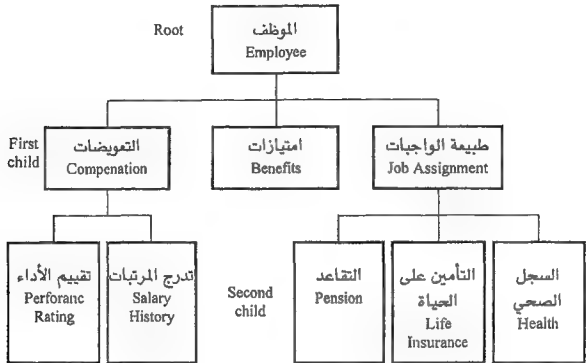 Root
الموظف
Employee
First
child
التعويضات
Compenation
امتيازات
Benefits
طبيعة الواجبات
Job Assignment
تقييم الأداء
Perforanc
Rating
تدرج المرتبات
Salary
History
Second
child
التقاعد
Pension
التأمين على
الحياة
Life
Insurance
السجل
الصحي
Health